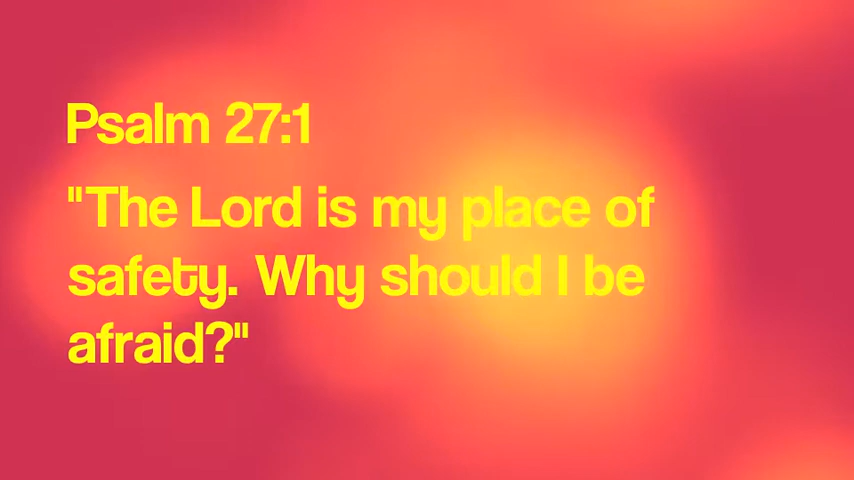 Psalm 27:1
"The Lord is my place of
safety. Why should I be
afraid?"